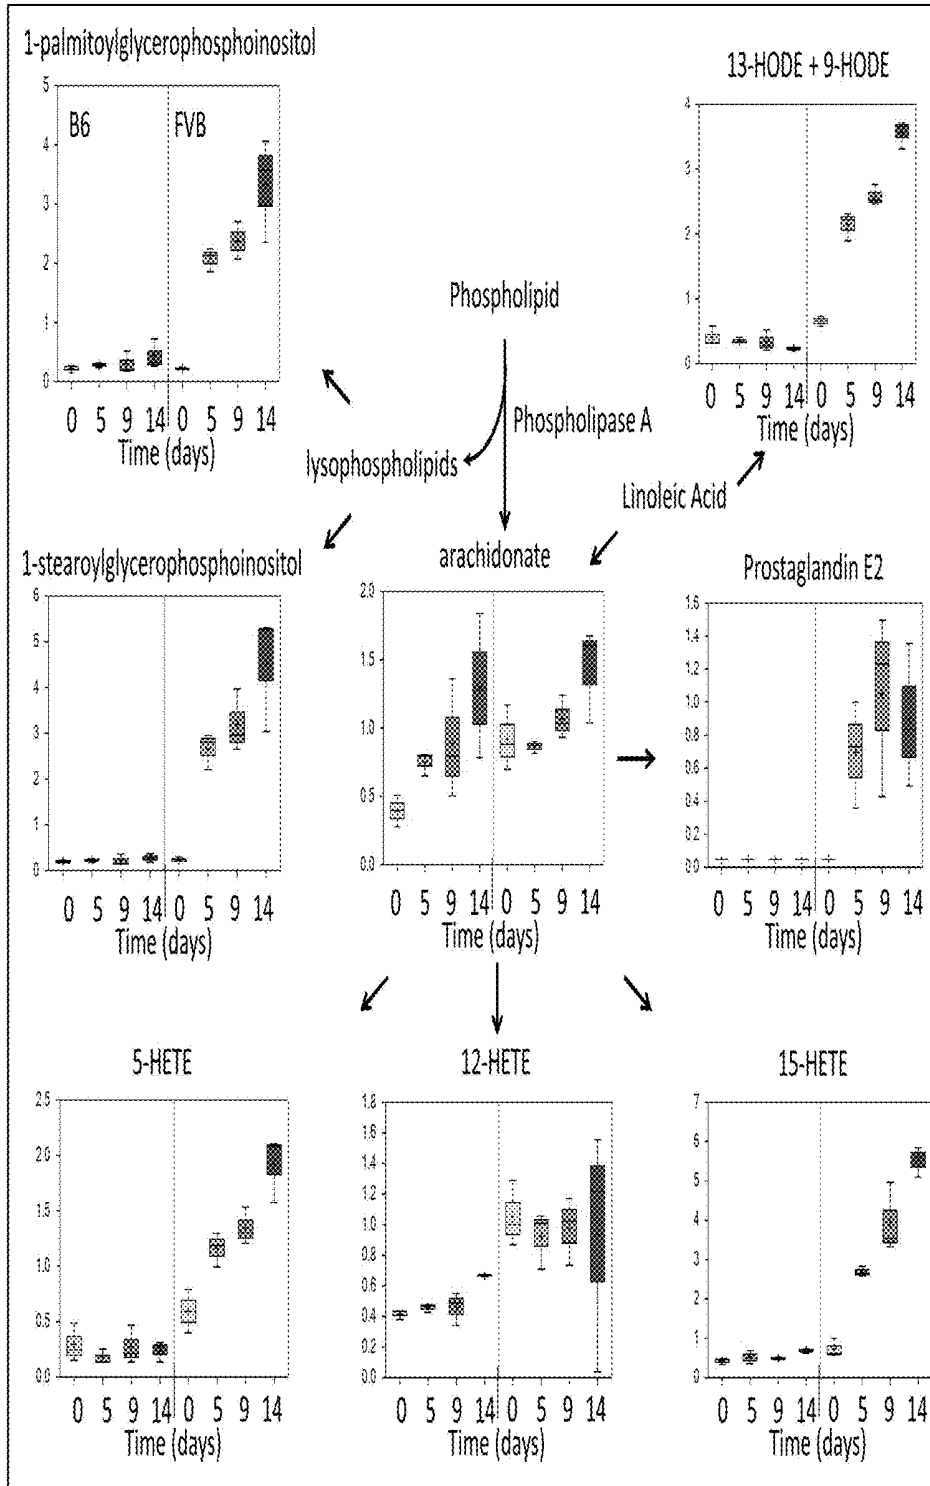 1-palmitoylglycerophosphoinositol
5
B6
FVB
4
3
2
1
0
0 5 9 14 0 5 9 14
Time (days)
13-HODE + 9-HODE
4
3
2
1
0
0 5 9 14 0 5 9 14
Time (days)
Phospholipid
Phospholipase A
lysophospholipids
Linoleic Acid
1-stearoylglycerophosphoinositol
6
5
4
3
2
1
0
0 5 9 14 0 5 9 14
Time (days)
arachidonate
2.0
1.5
1.0
0.5
0.0
0 5 9 14 0 5 9 14
Time (days)
Prostaglandin E2
1.6
1.4
1.2
1.0
0.8
0.6
0.4
0.2
0.0
0 5 9 14 0 5 9 14
Time (days)
5-HETE
2.5
2.0
1.5
1.0
0.5
0.0
0 5 9 14 0 5 9 14
Time (days)
12-HETE
1.8
1.6
1.4
1.2
1.0
0.8
0.6
0.4
0.2
0.0
0 5 9 14 0 5 9 14
Time (days)
15-HETE
7
6
5
4
3
2
1
0
0 5 9 14 0 5 9 14
Time (days)